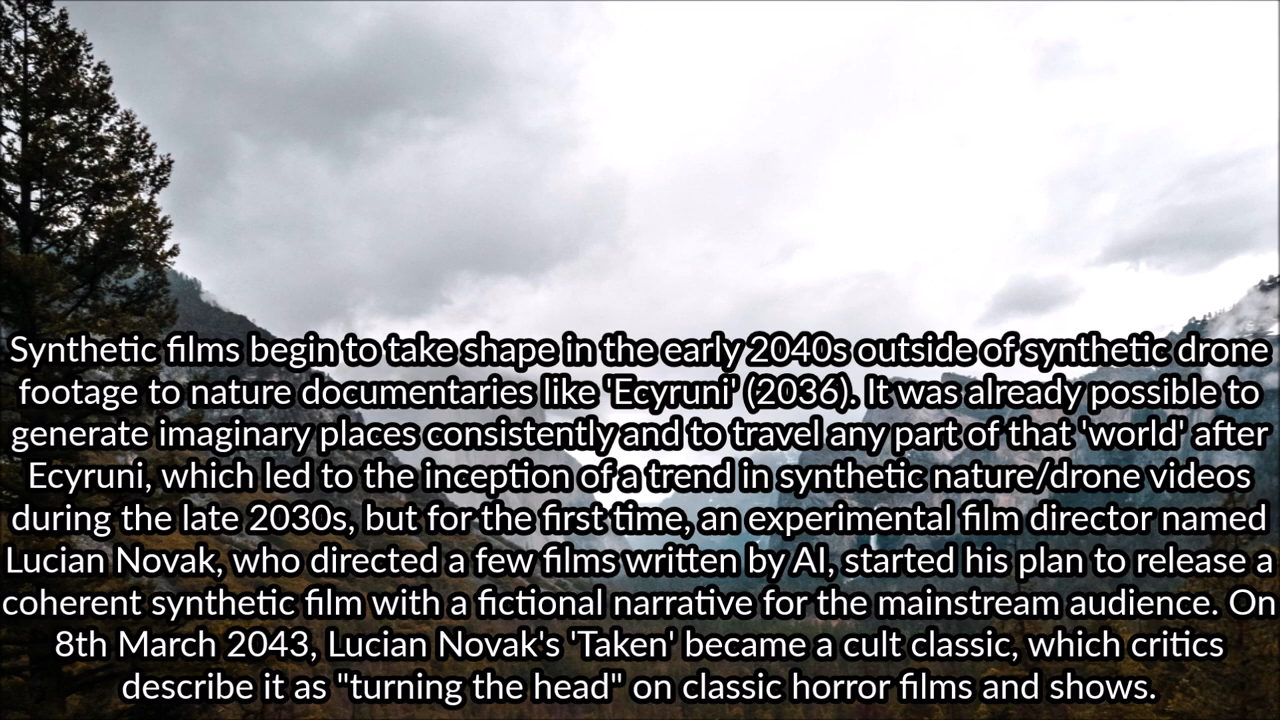 Synthetic films begin to take shape in the early 2040s outside of synthetic drone
footage to nature documentaries like 'Ecyruni' (2036). It was already possible to
generate imaginary places consistently and to travel any part of that 'world' after
Ecyruni, which led to the inception of a trend in synthetic nature/drone videos
during the late 2030s, but for the first time, an experimental film director named
Lucian Novak, who directed a few films written by AI, started his plan to release a
coherent synthetic film with a fictional narrative for the mainstream audience. On
8th March 2043, Lucian Novak's 'Taken' became a cult classic, which critics
describe it as "turning the head" on classic horror films and shows.